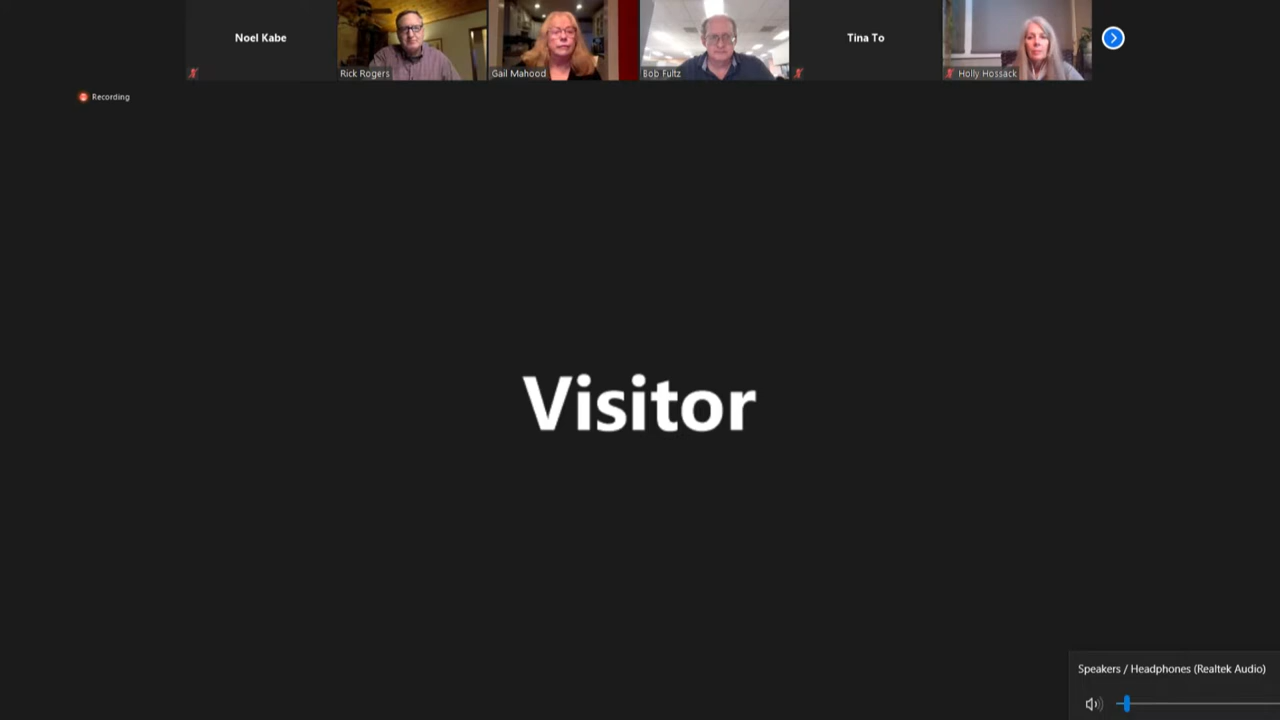 Noel Kabe
Rick Rogers
Gail Mahood
Bob Fultz
Tina To
Holly Hossack
Recording
Visitor
Speakers / Headphones (Realtek Audio)